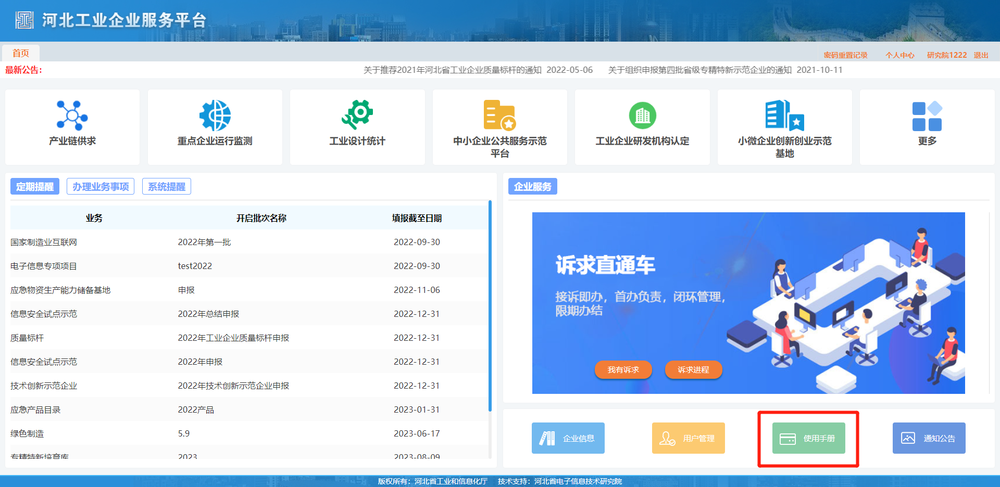 河北工业企业服务平台
首页
密码重置记录 个人中心 研究院1222 退出
最新公告：
关于推荐2021年河北省工业企业质量标杆的通知 2022-05-06 关于组织申报第四批省级专精特新示范企业的通知 2021-10-11
产业链供求
重点企业运行监测
工业设计统计
中小企业公共服务示范
平台
工业企业研发机构认定
小微企业创新创业示范
基地
更多
定期提醒 办理业务事项 系统提醒
业务 开启批次名称 填报截至日期
国家制造业互联网 2022年第一批 2022-09-30
电子信息专项项目 test2022 2022-09-30
应急物资生产能力储备基地 申报 2022-11-06
信息安全试点示范 2022年总结申报 2022-12-31
质量标杆 2022年工业企业质量标杆申报 2022-12-31
信息安全试点示范 2022年申报 2022-12-31
技术创新示范企业 2022年技术创新示范企业申报 2022-12-31
应急产品目录 2022产品 2023-01-31
绿色制造 5.9 2023-06-17
专精特新培育库 2023 2023-08-09
企业服务
诉求直通车
接诉即办，首办负责，闭环管理，
限期办结
我有诉求 诉求进程
企业信息 用户管理 使用手册 通知公告
版权所有：河北省工业和信息化厅 技术支持：河北省电子信息技术研究院